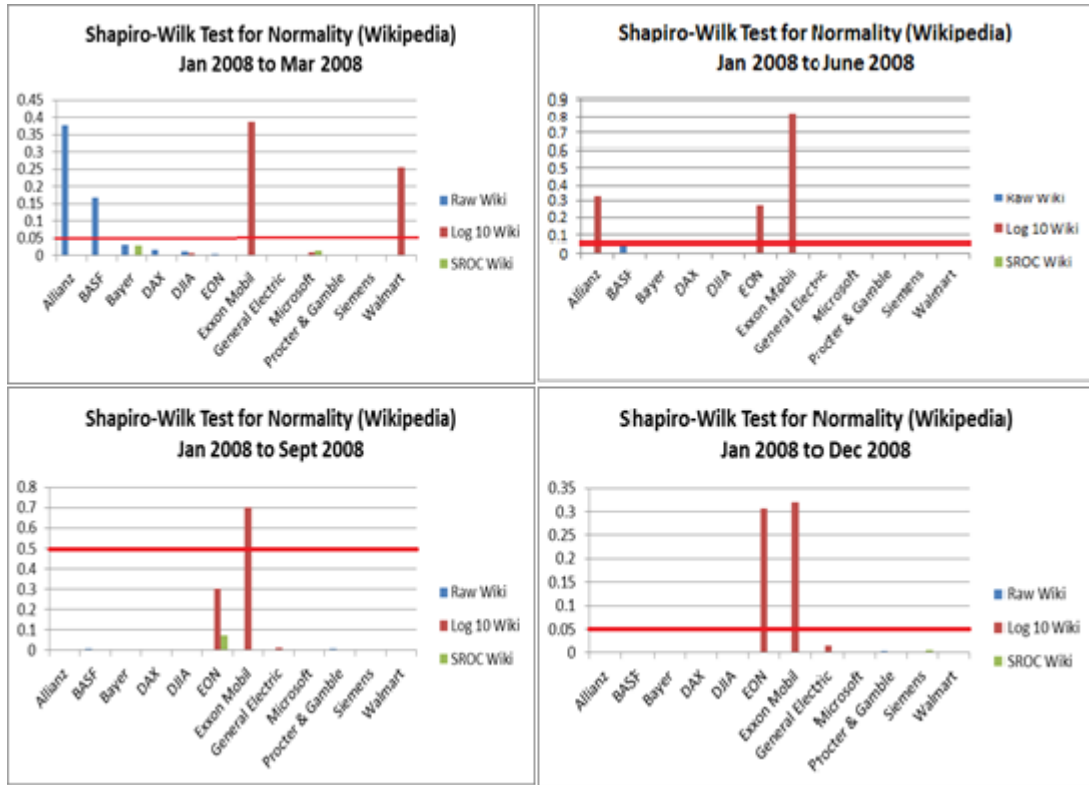 Shapiro-Wilk Test for Normality (Wikipedia)
Jan 2008 to Mar 2008
0.45
0.4
0.35
0.3
0.25
0.2
0.15
0.1
0.05
0
Allianz
BASF
Bayer
DAX
DJIA
EON
Exxon Mobil
General Electric
Microsoft
Procter & Gamble
Siemens
Walmart
Raw Wiki
Log 10 Wiki
SROC Wiki
Shapiro-Wilk Test for Normality (Wikipedia)
Jan 2008 to June 2008
0.9
0.8
0.7
0.6
0.5
0.4
0.3
0.2
0.1
0
Allianz
BASF
Bayer
DAX
DJIA
EON
Exxon Mobil
General Electric
Microsoft
Procter & Gamble
Siemens
Walmart
Raw Wiki
Log 10 Wiki
SROC Wiki
Shapiro-Wilk Test for Normality (Wikipedia)
Jan 2008 to Sept 2008
0.8
0.7
0.6
0.5
0.4
0.3
0.2
0.1
0
Allianz
BASF
Bayer
DAX
DJIA
EON
Exxon Mobil
General Electric
Microsoft
Procter & Gamble
Siemens
Walmart
Raw Wiki
Log 10 Wiki
SROC Wiki
Shapiro-Wilk Test for Normality (Wikipedia)
Jan 2008 to Dec 2008
0.35
0.3
0.25
0.2
0.15
0.1
0.05
0
Allianz
BASF
Bayer
DAX
DJIA
EON
Exxon Mobil
General Electric
Microsoft
Procter & Gamble
Siemens
Walmart
Raw Wiki
Log 10 Wiki
SROC Wiki